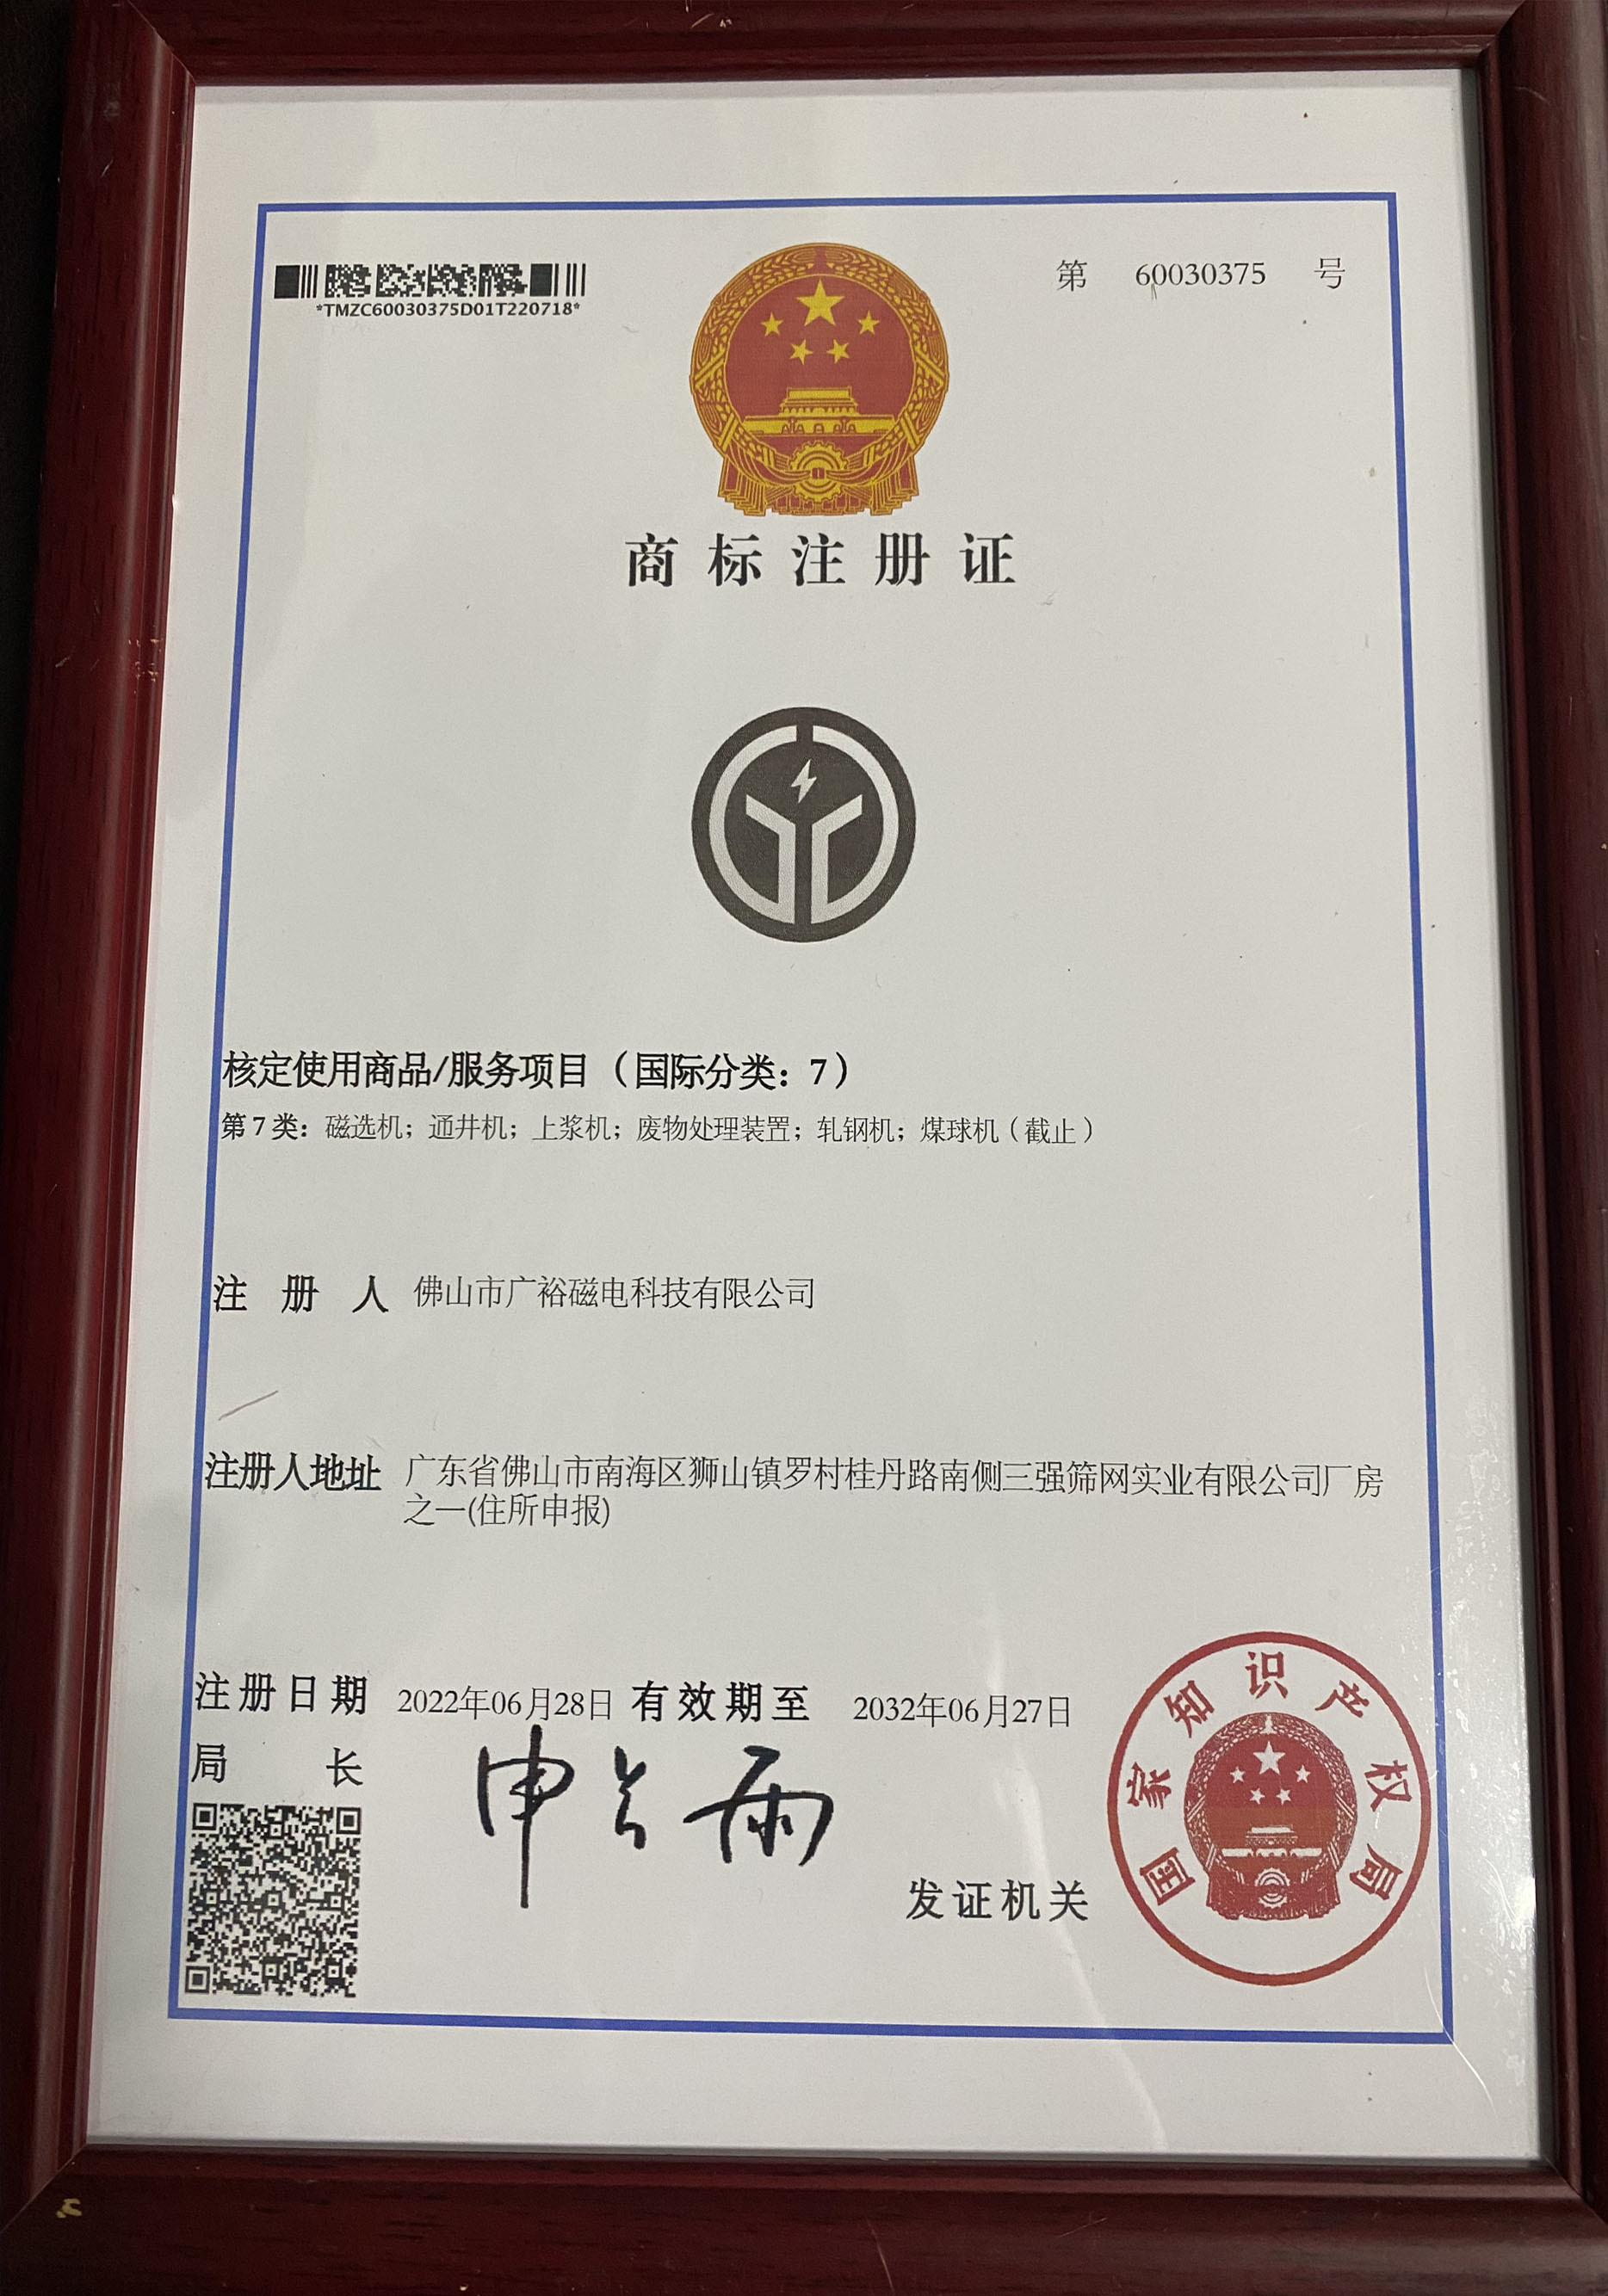 *TMZC60030375D01T220718*
第 60030375 号
商标注册证
核定使用商品/服务项目（国际分类：7）
第7类：磁选机；通井机；上浆机；废物处理装置；轧钢机；煤球机（截止）
注册人 佛山市广裕磁电科技有限公司
注册人地址 广东省佛山市南海区狮山镇罗村桂丹路南侧三强筛网实业有限公司厂房
之一(住所申报)
注册日期 2022年06月28日 有效期至 2032年06月27日
局长 申长雨
发证机关
国家知识产权局